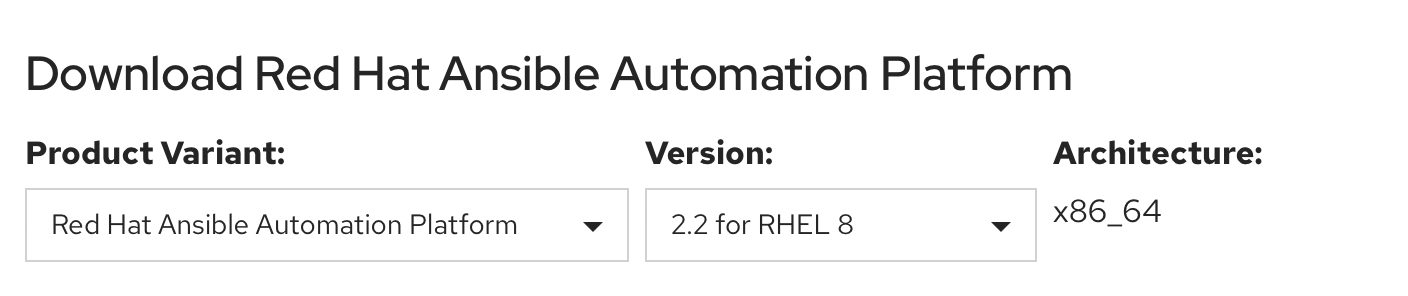 Download Red Hat Ansible Automation Platform
Product Variant: Version: Architecture:
Red Hat Ansible Automation Platform 2.2 for RHEL 8 x86_64